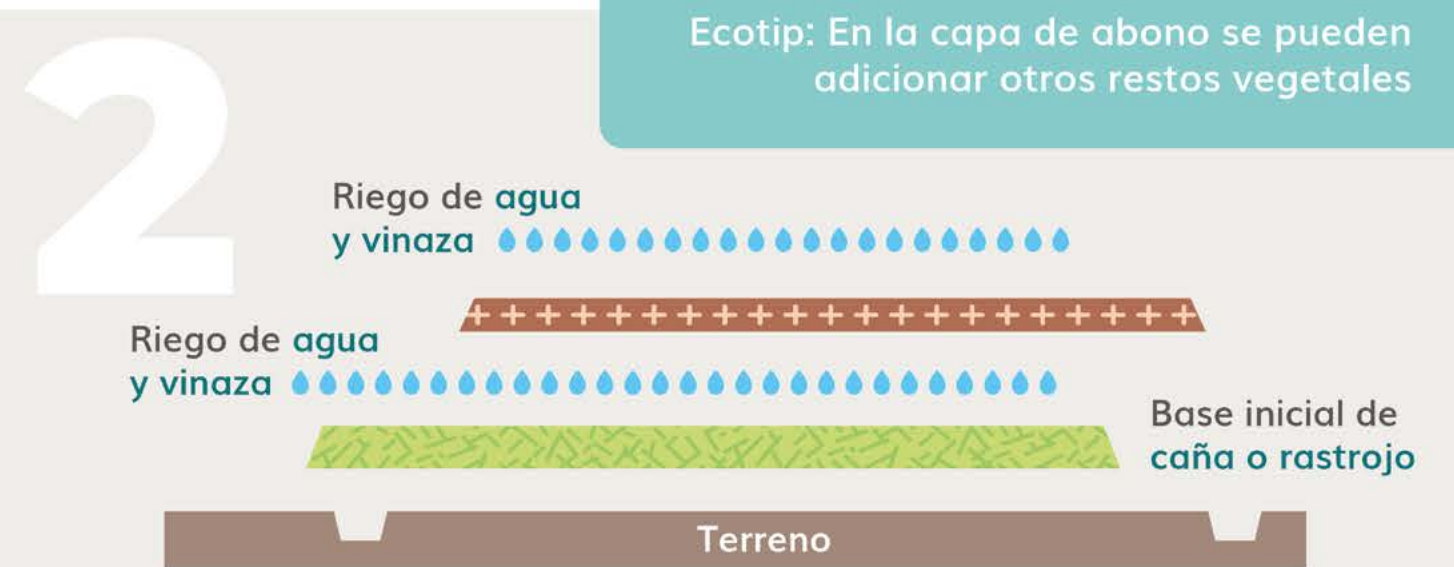 2
Ecotip: En la capa de abono se pueden
adicionar otros restos vegetales
Riego de agua
y vinaza
Riego de agua
y vinaza
Base inicial de
caña o rastrojo
Terreno